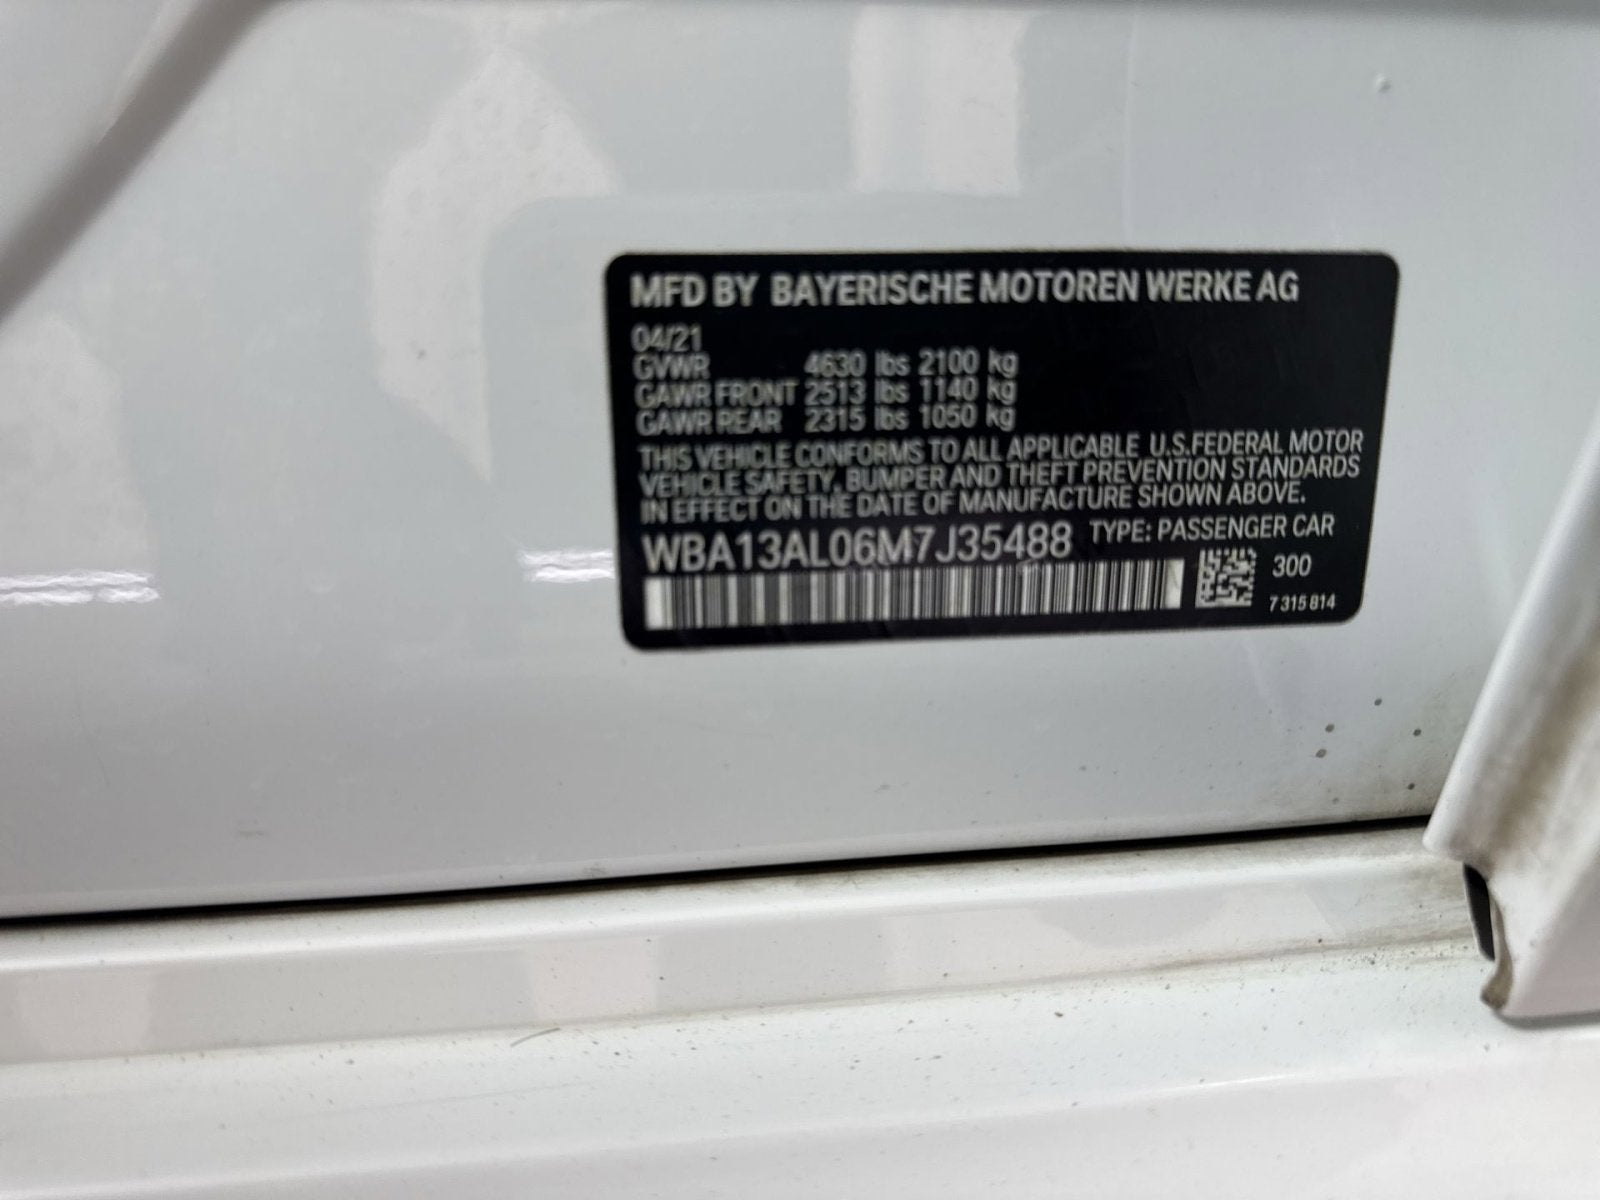 MFD BY BAYERISCHE MOTOREN WERKE AG
04/21
GVWR 4630 lbs 2100 kg
GAWR FRONT 2513 lbs 1140 kg
GAWR REAR 2315 lbs 1050 kg
THIS VEHICLE CONFORMS TO ALL APPLICABLE U.S.FEDERAL MOTOR
VEHICLE SAFETY, BUMPER AND THEFT PREVENTION STANDARDS
IN EFFECT ON THE DATE OF MANUFACTURE SHOWN ABOVE.
WBA13AL06M7J35488 TYPE: PASSENGER CAR
300
7 315 814